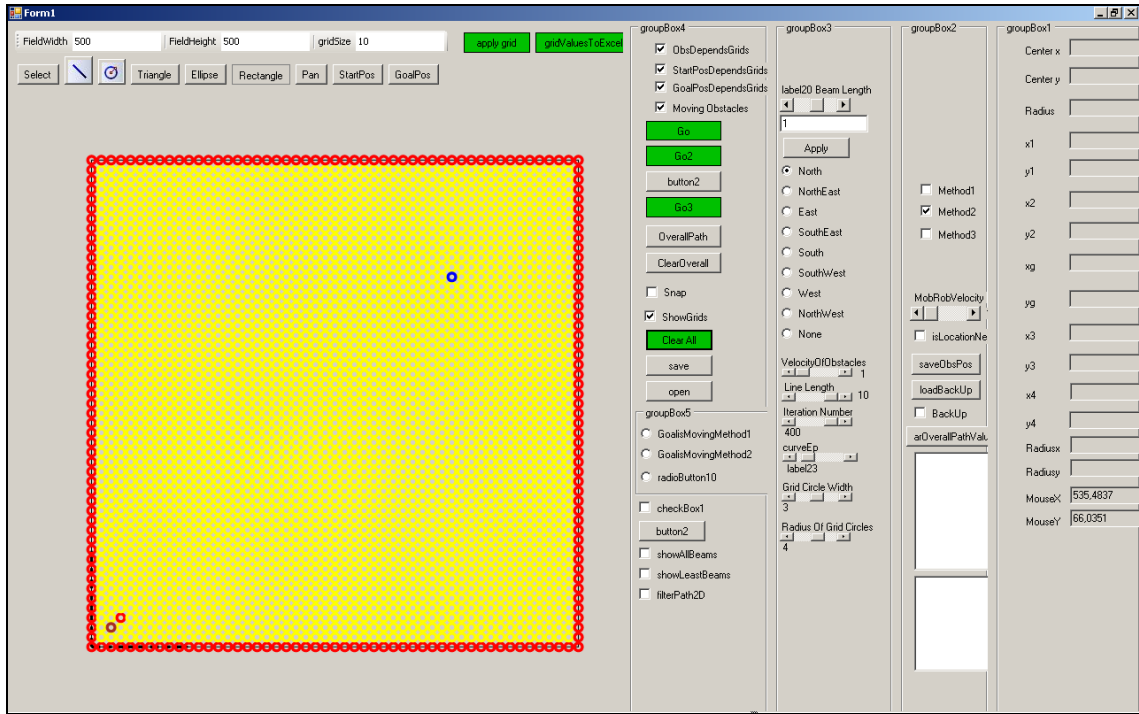 Form1
FieldWidth 500 FieldHeight 500 gridSize 10 apply grid gridValuesToExcel
Select Triangle Ellipse Rectangle Pan StartPos GoalPos
groupBox4
ObsDependsGrids
StartPosDependsGrids
GoalPosDependsGrids
Moving Obstacles
Go
Go2
button2
Go3
OverallPath
ClearOverall
Snap
ShowGrids
Clear All
save
open
groupBox5
GoalisMovingMethod1
GoalisMovingMethod2
radioButton10
checkBox1
button2
showAllBeams
showLeastBeams
filterPath2D
groupBox3
label20 Beam Length
1
Apply
North
NorthEast
East
SouthEast
South
SouthWest
West
NorthWest
None
VelocityOfObstacles
1
Line Length
10
Iteration Number
400
curveEp
label23
Grid Circle Width
3
Radius Of Grid Circles
4
groupBox2
Method1
Method2
Method3
MobRobVelocity
isLocationNe
saveObsPos
loadBackUp
BackUp
arOverallPathValu
groupBox1
Center x
Center y
Radius
x1
y1
x2
y2
xg
yg
x3
y3
x4
y4
Radiusx
Radiusy
MouseX 535,4837
MouseY 66,0351